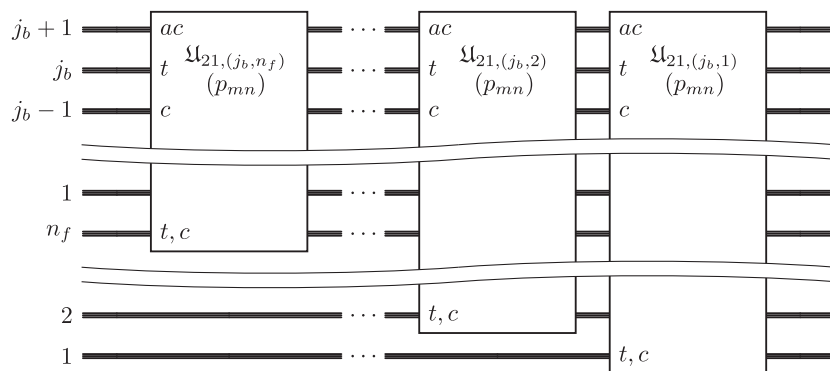 j_b + 1 ac ··· ac ac
𝔘_{21,(j_b,n_f)} 𝔘_{21,(j_b,2)} 𝔘_{21,(j_b,1)}
j_b t ··· t t
(p_{mn}) (p_{mn}) (p_{mn})
j_b − 1 c ··· c c
1 ···
n_f t, c ···
2 ··· t, c
1 ··· t, c